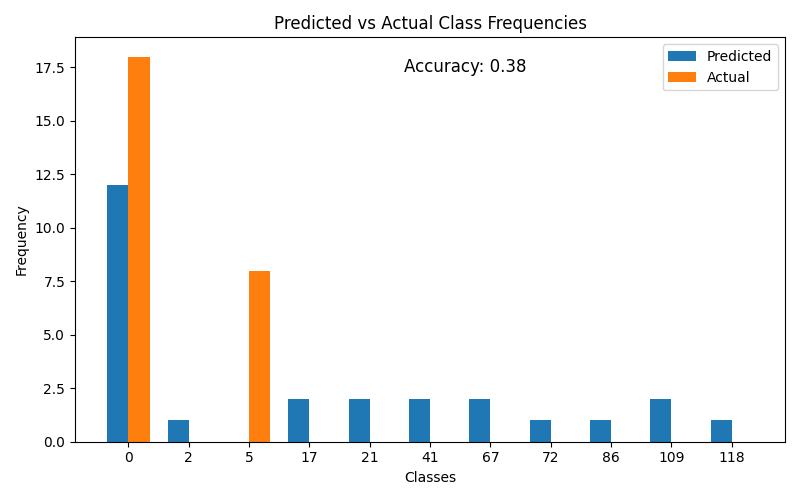 Predicted vs Actual Class Frequencies
Accuracy: 0.38
Predicted
Actual
Frequency
17.5
15.0
12.5
10.0
7.5
5.0
2.5
0.0
0 2 5 17 21 41 67 72 86 109 118
Classes